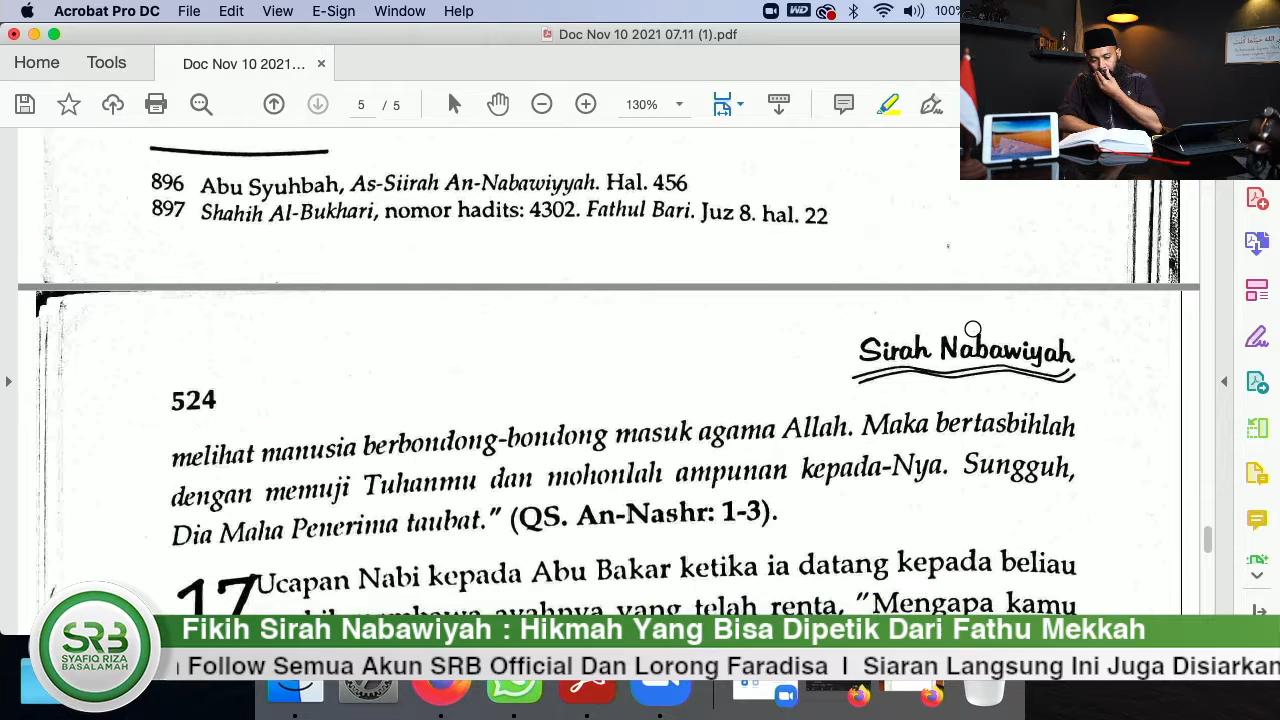 Acrobat Pro DC File Edit View E-Sign Window Help
WD
100%
Doc Nov 10 2021 07.11 (1).pdf
Home Tools Doc Nov 10 2021... ×
5 / 5 130%
896 Abu Syuhbah, As-Siirah An-Nabawiyyah. Hal. 456
897 Shahih Al-Bukhari, nomor hadits: 4302. Fathul Bari. Juz 8. hal. 22
Sirah Nabawiyah
524
melihat manusia berbondong-bondong masuk agama Allah. Maka bertasbihlah
dengan memuji Tuhanmu dan mohonlah ampunan kepada-Nya. Sungguh,
Dia Maha Penerima taubat." (QS. An-Nashr: 1-3).
17 Ucapan Nabi kepada Abu Bakar ketika ia datang kepada beliau
membawa ayahnya yang telah renta, "Mengapa kamu
SRB
SYAFIQ RIZA
BASALAMAH
Fikih Sirah Nabawiyah : Hikmah Yang Bisa Dipetik Dari Fathu Mekkah
Follow Semua Akun SRB Official Dan Lorong Faradisa I Siaran Langsung Ini Juga Disiarkan